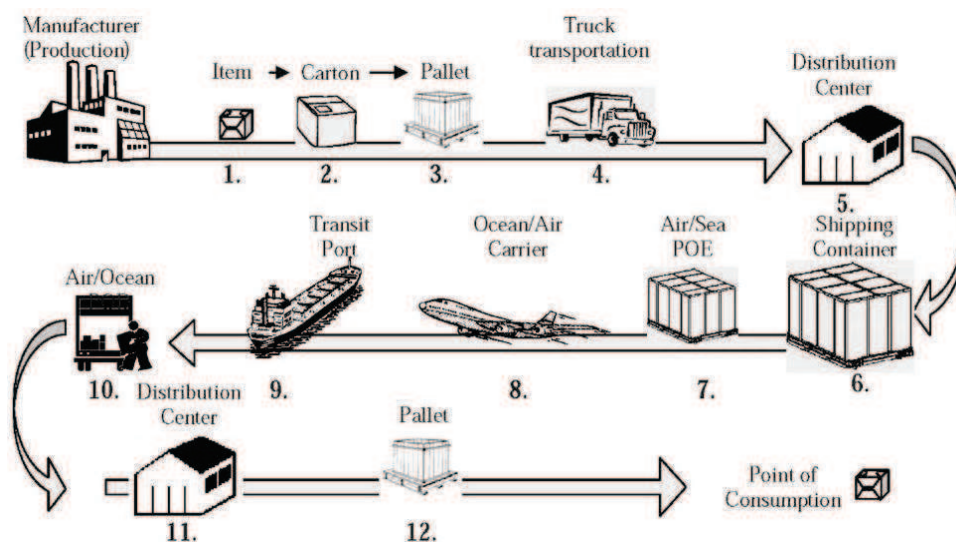 Manufacturer
(Production)
Item
Carton
Pallet
Truck
transportation
Distribution
Center
1.
2.
3.
4.
5.
Air/Ocean
Transit
Port
Ocean/Air
Carrier
Air/Sea
POE
Shipping
Container
10.
9.
8.
7.
6.
Distribution
Center
Pallet
Point of
Consumption
11.
12.